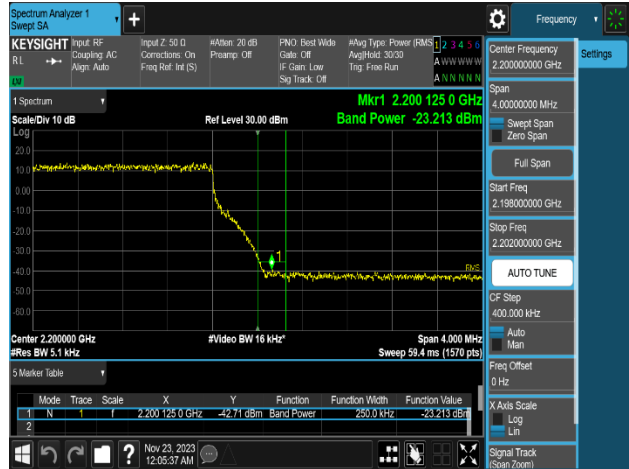 Spectrum Analyzer 1
Swept SA
+
Frequency
KEYSIGHT
R L
LV
Input: RF
Coupling: AC
Align: Auto
Input Z: 50 Ω
Corrections: On
Freq Ref: Int (S)
#Atten: 20 dB
Preamp: Off
PNO: Best Wide
Gate: Off
IF Gain: Low
Sig Track: Off
#Avg Type: Power (RMS
Avg|Hold: 30/30
Trig: Free Run
1 2 3 4 5 6
A W W W W W
A N N N N N
Center Frequency
2.200000000 GHz
Settings
Span
4.00000000 MHz
Swept Span
Zero Span
Full Span
Start Freq
2.198000000 GHz
Stop Freq
2.202000000 GHz
AUTO TUNE
CF Step
400.000 kHz
Auto
Man
Freq Offset
0 Hz
X Axis Scale
Log
Lin
Signal Track
(Span Zoom)
1 Spectrum
Scale/Div 10 dB
Ref Level 30.00 dBm
Mkr1 2.200 125 0 GHz
Band Power -23.213 dBm
Log
20.0
10.0
0.00
-10.0
-20.0
-30.0
-40.0
-50.0
-60.0
1
RMS
Center 2.200000 GHz
#Video BW 16 kHz*
Span 4.000 MHz
#Res BW 5.1 kHz
Sweep 59.4 ms (1570 pts)
5 Marker Table
Mode Trace Scale X Y Function Function Width Function Value
1 N 1 f 2.200 125 0 GHz -42.71 dBm Band Power 250.0 kHz -23.213 dBm
2
?
Nov 23, 2023
12:05:37 AM